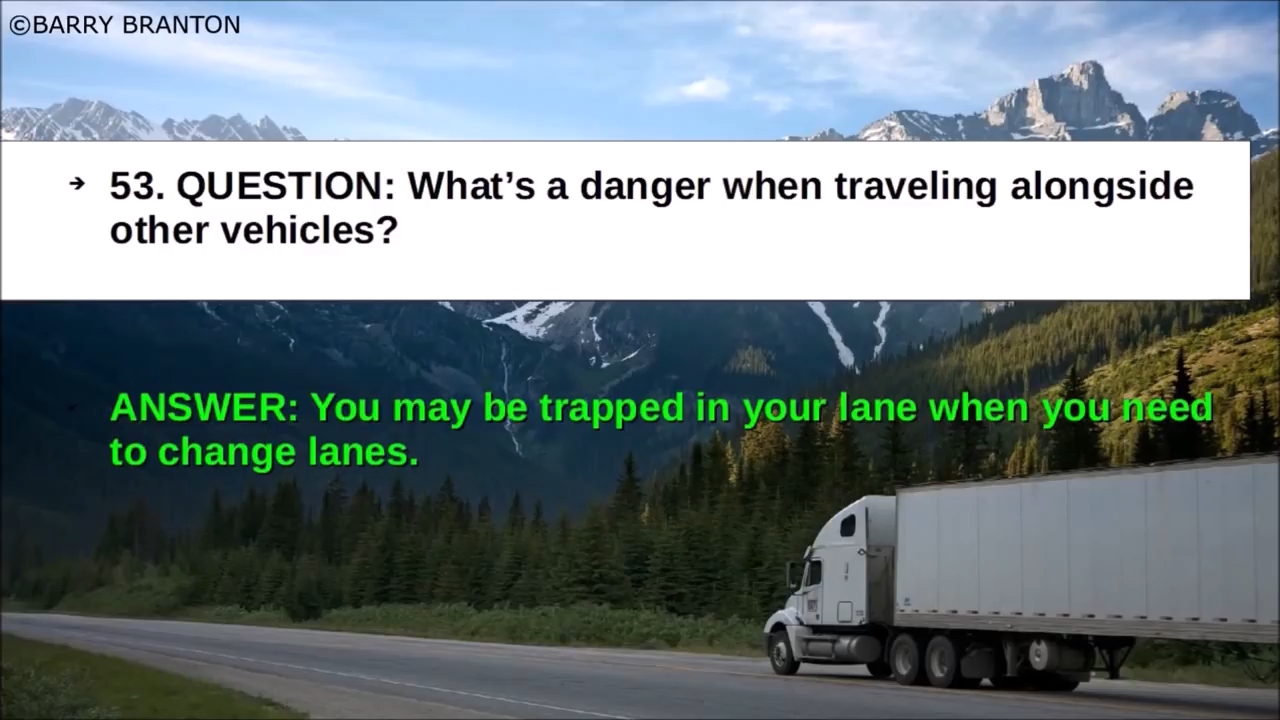 ©BARRY BRANTON
➔ 53. QUESTION: What’s a danger when traveling alongside
other vehicles?
ANSWER: You may be trapped in your lane when you need
to change lanes.